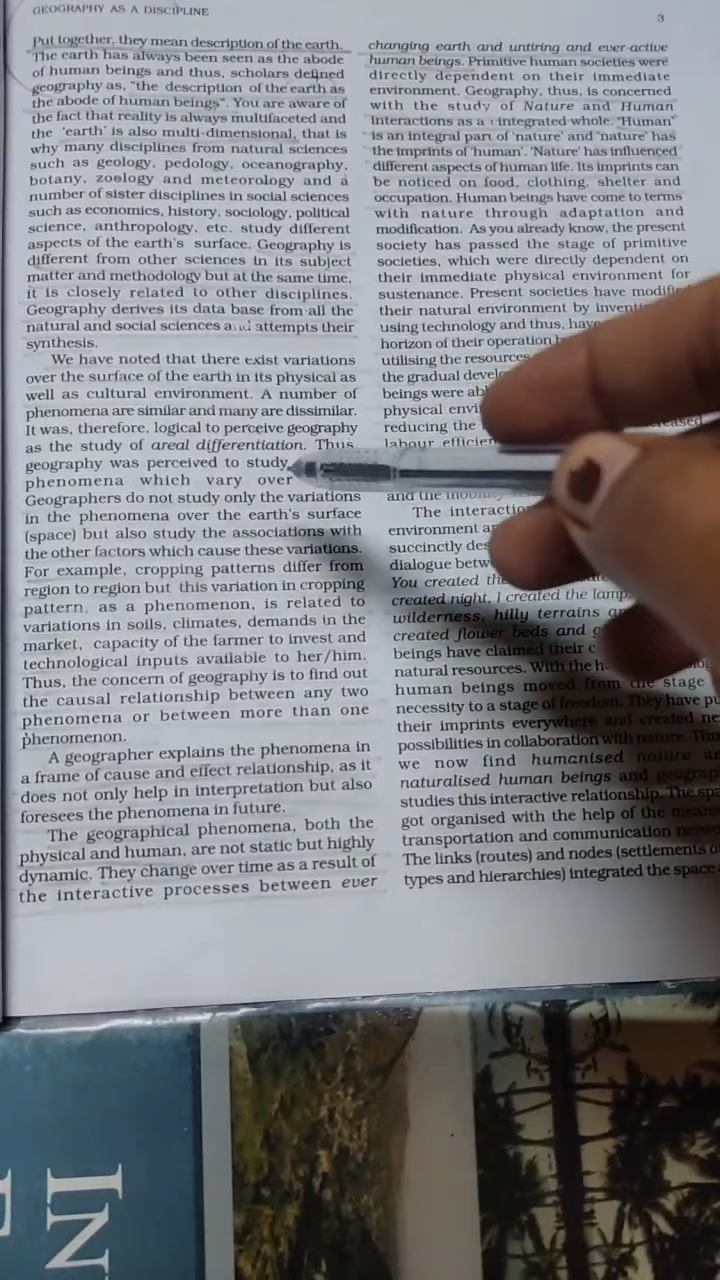 GEOGRAPHY AS A DISCIPLINE
3
Put together, they mean description of the earth.
The earth has always been seen as the abode
of human beings and thus, scholars defined
geography as, “the description of the earth as
the abode of human beings”. You are aware of
the fact that reality is always multifaceted and
the ‘earth’ is also multi-dimensional, that is
why many disciplines from natural sciences
such as geology, pedology, oceanography,
botany, zoology and meteorology and a
number of sister disciplines in social sciences
such as economics, history, sociology, political
science, anthropology, etc. study different
aspects of the earth’s surface. Geography is
different from other sciences in its subject
matter and methodology but at the same time,
it is closely related to other disciplines.
Geography derives its data base from all the
natural and social sciences and attempts their
synthesis.
We have noted that there exist variations
over the surface of the earth in its physical as
well as cultural environment. A number of
phenomena are similar and many are dissimilar.
It was, therefore, logical to perceive geography
as the study of areal differentiation. Thus,
geography was perceived to study
phenomena which vary over
Geographers do not study only the variations
in the phenomena over the earth’s surface
(space) but also study the associations with
the other factors which cause these variations.
For example, cropping patterns differ from
region to region but this variation in cropping
pattern, as a phenomenon, is related to
variations in soils, climates, demands in the
market, capacity of the farmer to invest and
technological inputs available to her/him.
Thus, the concern of geography is to find out
the causal relationship between any two
phenomena or between more than one
phenomenon.
A geographer explains the phenomena in
a frame of cause and effect relationship, as it
does not only help in interpretation but also
foresees the phenomena in future.
The geographical phenomena, both the
physical and human, are not static but highly
dynamic. They change over time as a result of
the interactive processes between ever
changing earth and untiring and ever-active
human beings. Primitive human societies were
directly dependent on their immediate
environment. Geography, thus, is concerned
with the study of Nature and Human
interactions as a integrated whole. ‘Human’
is an integral part of ‘nature’ and ‘nature’ has
the imprints of ‘human’. ‘Nature’ has influenced
different aspects of human life. Its imprints can
be noticed on food, clothing, shelter and
occupation. Human beings have come to terms
with nature through adaptation and
modification. As you already know, the present
society has passed the stage of primitive
societies, which were directly dependent on
their immediate physical environment for
sustenance. Present societies have modified
their natural environment by
using technology and thus, have
horizon of their operation
utilising the resources
the gradual
beings were
physical
reducing the
labour
and the
The
environment
succinctly
dialogue
You created the
created night, I created the lamp,
wilderness, hilly terrains
created flower beds and
beings have claimed their
natural resources. With the
human beings moved from the stage
necessity to a stage of freedom. They have
their imprints everywhere and created
possibilities in collaboration with nature.
we now find humanised nature
naturalised human beings and
studies this interactive relationship. The
got organised with the help of the means
transportation and communication
The links (routes) and nodes (settlements
types and hierarchies) integrated the space
IN